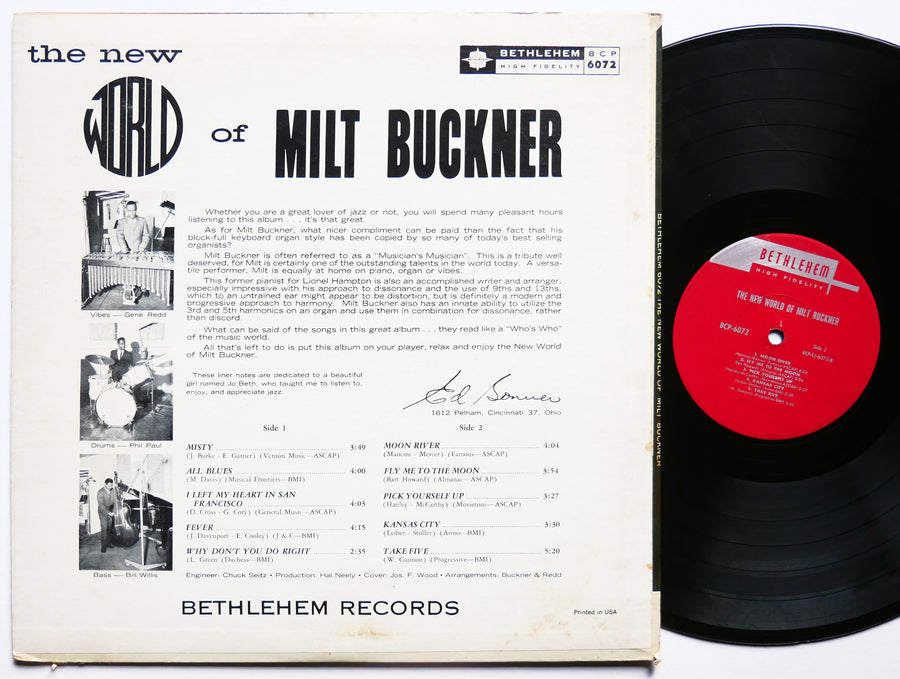 the new
WORLD
of MILT BUCKNER
BETHLEHEM
HIGH FIDELITY
BCP
6072
Whether you are a great lover of jazz or not, you will spend many pleasant hours
listening to this album . . . it's that great.
As for Milt Buckner, what nicer compliment can be paid than the fact that his
block-full keyboard organ style has been copied by so many of today's best selling
organists?
Milt Buckner is often referred to as a "Musician's Musician". This is a tribute well
deserved, for Milt is certainly one of the outstanding talents in the world today. A versa-
tile performer, Milt is equally at home on piano, organ or vibes.
This former pianist for Lionel Hampton is also an accomplished writer and arranger,
especially impressive with his approach to dissonance and the use of 9ths and 13ths,
which to an untrained ear might appear to be distortion, but is definitely a modern and
progressive approach to harmony. Milt Buckner also has an innate ability to utilize the
3rd and 5th harmonics on an organ and use them in combination for dissonance, rather
than discord.
What can be said of the songs in this great album . . . they read like a "Who's Who"
of the music world.
All that's left to do is put this album on your player, relax and enjoy the New World
of Milt Buckner.
These liner notes are dedicated to a beautiful
girl named Jo Beth, who taught me to listen to,
enjoy, and appreciate jazz.
1612 Pelham, Cincinnati 37, Ohio
Vibes — Gene Redd
Drums — Phil Paul
Bass — Bill Willis
Side 1
MISTY 3:49
(J. Burke - E. Garner) (Vernon Music—ASCAP)
ALL BLUES 4:00
(M Davis) (Musical Frontiers—BMI)
I LEFT MY HEART IN SAN
FRANCISCO 4:03
(D. Cross - G. Cory) (General Music—ASCAP)
FEVER 4:15
(J. Davenport - E. Cooley) (J & C—BMI)
WHY DON'T YOU DO RIGHT 2:35
(L. Green (Duchess—BMI)
Side 2
MOON RIVER 4:04
(Mancini - Mercer) (Famous—ASCAP)
FLY ME TO THE MOON 3:54
(Bart Howard) (Almanac—ASCAP)
PICK YOURSELF UP 3:27
(Hanley - McCarthy) (Movietone—ASCAP)
KANSAS CITY 3:30
(Leiber - Stoller) (Armo—BMI)
TAKE FIVE 5:20
(W. Gannon) (Progressive—BMI)
Engineer: Chuck Seitz • Production: Hal Neely • Cover: Jos. F. Wood • Arrangements: Buckner & Redd
BETHLEHEM RECORDS
Printed in USA
BETHLEHEM 6072 THE NEW WORLD OF MILT BUCKNER
BETHLEHEM
HIGH FIDELITY
THE NEW WORLD OF MILT BUCKNER
BCP-6072
Side 2
1. MOON RIVER
2. FLY ME TO THE MOON
3. PICK YOURSELF UP
4. KANSAS CITY
5. TAKE FIVE